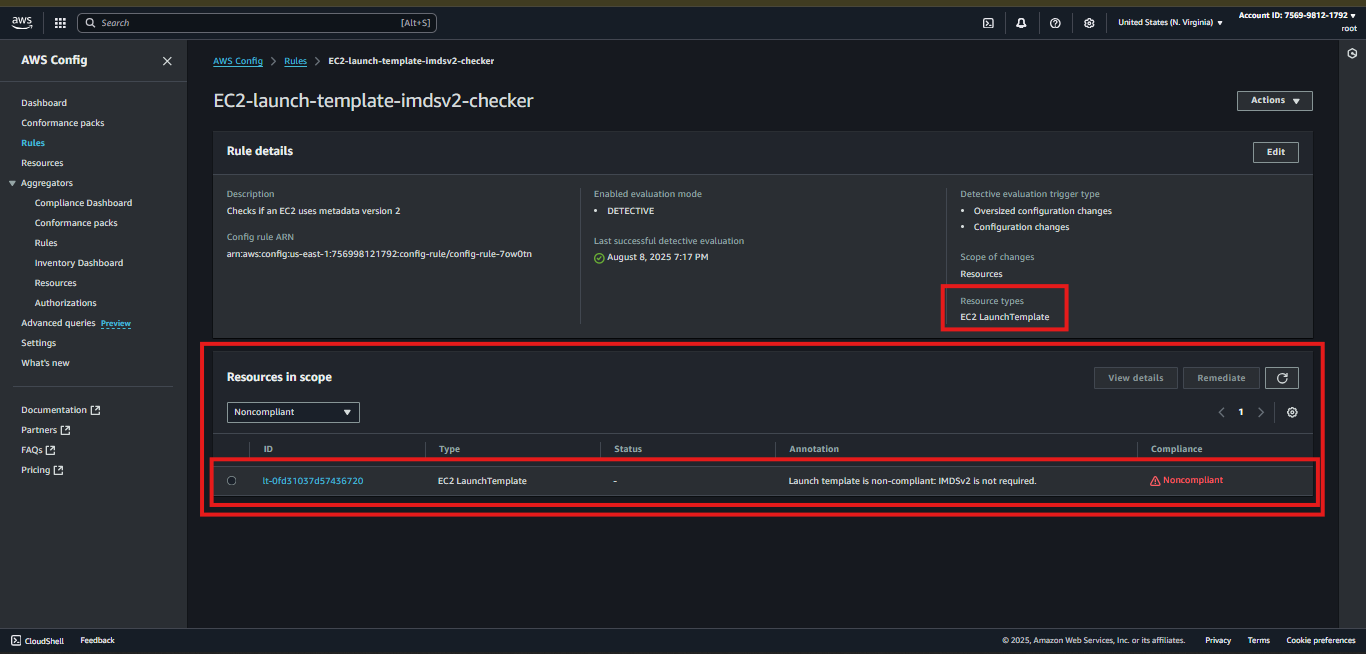 aws
Search
[Alt+S]
United States (N. Virginia)
Account ID: 7569-9812-1792
root
AWS Config
Dashboard
Conformance packs
Rules
Resources
Aggregators
Compliance Dashboard
Conformance packs
Rules
Inventory Dashboard
Resources
Authorizations
Advanced queries Preview
Settings
What's new
Documentation
Partners
FAQs
Pricing
AWS Config > Rules > EC2-launch-template-imdsv2-checker
EC2-launch-template-imdsv2-checker
Actions
Rule details
Edit
Description
Checks if an EC2 uses metadata version 2
Config rule ARN
arn:aws:config:us-east-1:756998121792:config-rule/config-rule-7ow0tn
Enabled evaluation mode
• DETECTIVE
Last successful detective evaluation
August 8, 2025 7:17 PM
Detective evaluation trigger type
• Oversized configuration changes
• Configuration changes
Scope of changes
Resources
Resource types
EC2 LaunchTemplate
Resources in scope
View details
Remediate
Noncompliant
1
ID Type Status Annotation Compliance
lt-0fd31037d57436720 EC2 LaunchTemplate - Launch template is non-compliant: IMDSv2 is not required. Noncompliant
CloudShell
Feedback
© 2025, Amazon Web Services, Inc. or its affiliates.
Privacy
Terms
Cookie preferences